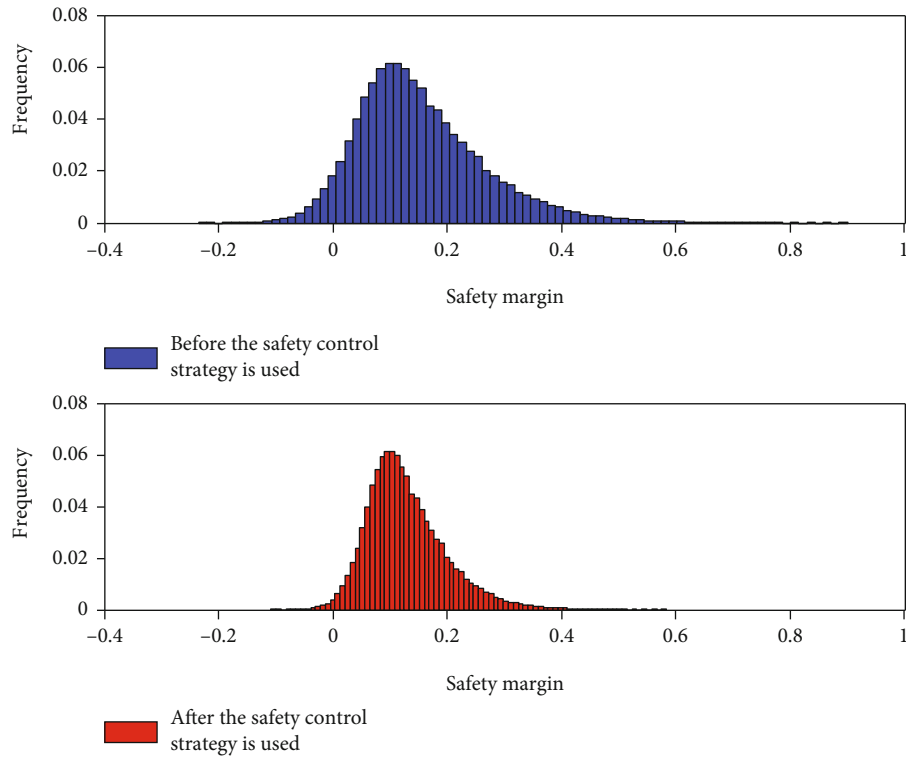 0.08
0.06
0.04
0.02
0
Frequency
−0.4 −0.2 0 0.2 0.4 0.6 0.8 1
Safety margin
Before the safety control
strategy is used
0.08
0.06
0.04
0.02
0
Frequency
−0.4 −0.2 0 0.2 0.4 0.6 0.8 1
Safety margin
After the safety control
strategy is used